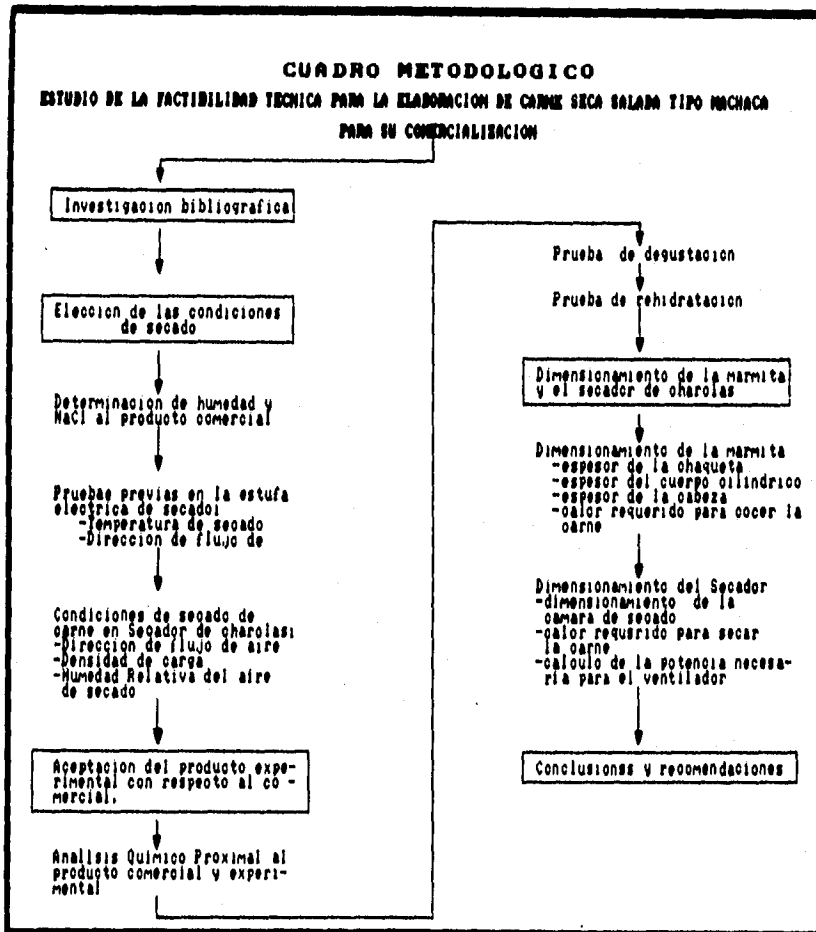 CUADRO METODOLOGICO
ESTUDIO DE LA FACTIBILIDAD TECNICA PARA LA ELABORACION DE CARNE SECA SALADA TIPO MACHACA
PARA SU COMERCIALIZACION
Investigacion bibliografica
Eleccion de las condiciones
de secado
Determinacion de humedad y
NaCl al producto comercial
Pruebas previas en la estufa
electrica de secado:
-Temperatura de secado
-Direccion de flujo de
Condiciones de secado de
carne en Secador de charolas:
-Direccion de flujo de aire
-Densidad de carga
-Humedad Relativa del aire
de secado
Aceptacion del producto expe-
rimental con respecto al co-
mercial.
Analisis Quimico Proximal al
producto comercial y experi-
mental
Prueba de degustacion
Prueba de rehidratacion
Dimensionamiento de la marmita
y el secador de charolas
Dimensionamiento de la marmita
-espesor de la chaqueta
-espesor del cuerpo cilindrico
-espesor de la cabeza
-calor requerido para cocer la
carne
Dimensionamiento del Secador
-dimensionamiento de la
camara de secado
-calor requerido para secar
la carne
-calculo de la potencia necesa-
ria para el ventilador
Conclusiones y recomendaciones